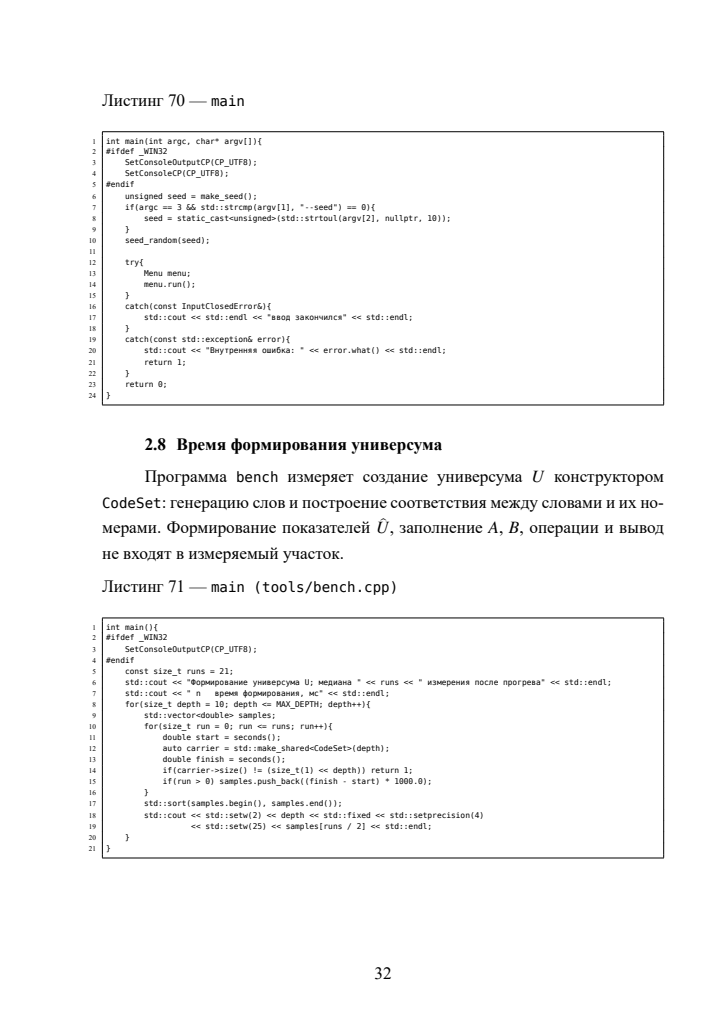 Листинг 70 — main
1 int main(int argc, char* argv[]){
2 #ifdef _WIN32
3     SetConsoleOutputCP(CP_UTF8);
4     SetConsoleCP(CP_UTF8);
5 #endif
6     unsigned seed = make_seed();
7     if(argc == 3 && std::strcmp(argv[1], "--seed") == 0){
8         seed = static_cast<unsigned>(std::strtoul(argv[2], nullptr, 10));
9     }
10     seed_random(seed);
11
12     try{
13         Menu menu;
14         menu.run();
15     }
16     catch(const InputClosedError&){
17         std::cout << std::endl << "ввод закончился" << std::endl;
18     }
19     catch(const std::exception& error){
20         std::cout << "Внутренняя ошибка: " << error.what() << std::endl;
21         return 1;
22     }
23     return 0;
24 }
2.8 Время формирования универсума
Программа bench измеряет создание универсума U конструктором
CodeSet: генерацию слов и построение соответствия между словами и их но-
мерами. Формирование показателей Û, заполнение A, B, операции и вывод
не входят в измеряемый участок.
Листинг 71 — main (tools/bench.cpp)
1 int main(){
2 #ifdef _WIN32
3     SetConsoleOutputCP(CP_UTF8);
4 #endif
5     const size_t runs = 21;
6     std::cout << "Формирование универсума U; медиана " << runs << " измерения после прогрева" << std::endl;
7     std::cout << " n   время формирования, мс" << std::endl;
8     for(size_t depth = 10; depth <= MAX_DEPTH; depth++){
9         std::vector<double> samples;
10         for(size_t run = 0; run <= runs; run++){
11             double start = seconds();
12             auto carrier = std::make_shared<CodeSet>(depth);
13             double finish = seconds();
14             if(carrier->size() != (size_t(1) << depth)) return 1;
15             if(run > 0) samples.push_back((finish - start) * 1000.0);
16         }
17         std::sort(samples.begin(), samples.end());
18         std::cout << std::setw(2) << depth << std::fixed << std::setprecision(4)
19                   << std::setw(25) << samples[runs / 2] << std::endl;
20     }
21 }
32